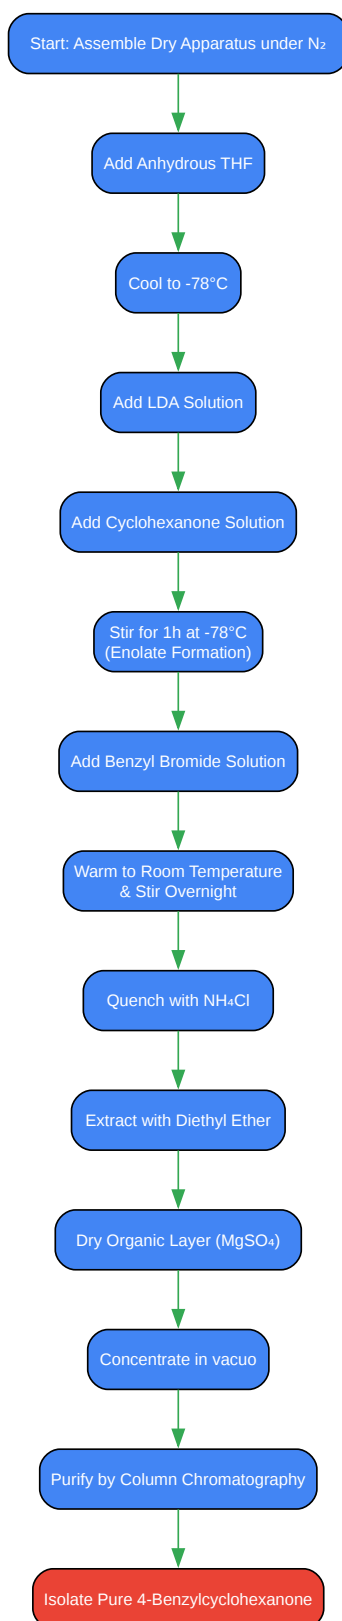 Start: Assemble Dry Apparatus under N₂
Add Anhydrous THF
Cool to -78°C
Add LDA Solution
Add Cyclohexanone Solution
Stir for 1h at -78°C
(Enolate Formation)
Add Benzyl Bromide Solution
Warm to Room Temperature
& Stir Overnight
Quench with NH₄Cl
Extract with Diethyl Ether
Dry Organic Layer (MgSO₄)
Concentrate in vacuo
Purify by Column Chromatography
Isolate Pure 4-Benzylcyclohexanone